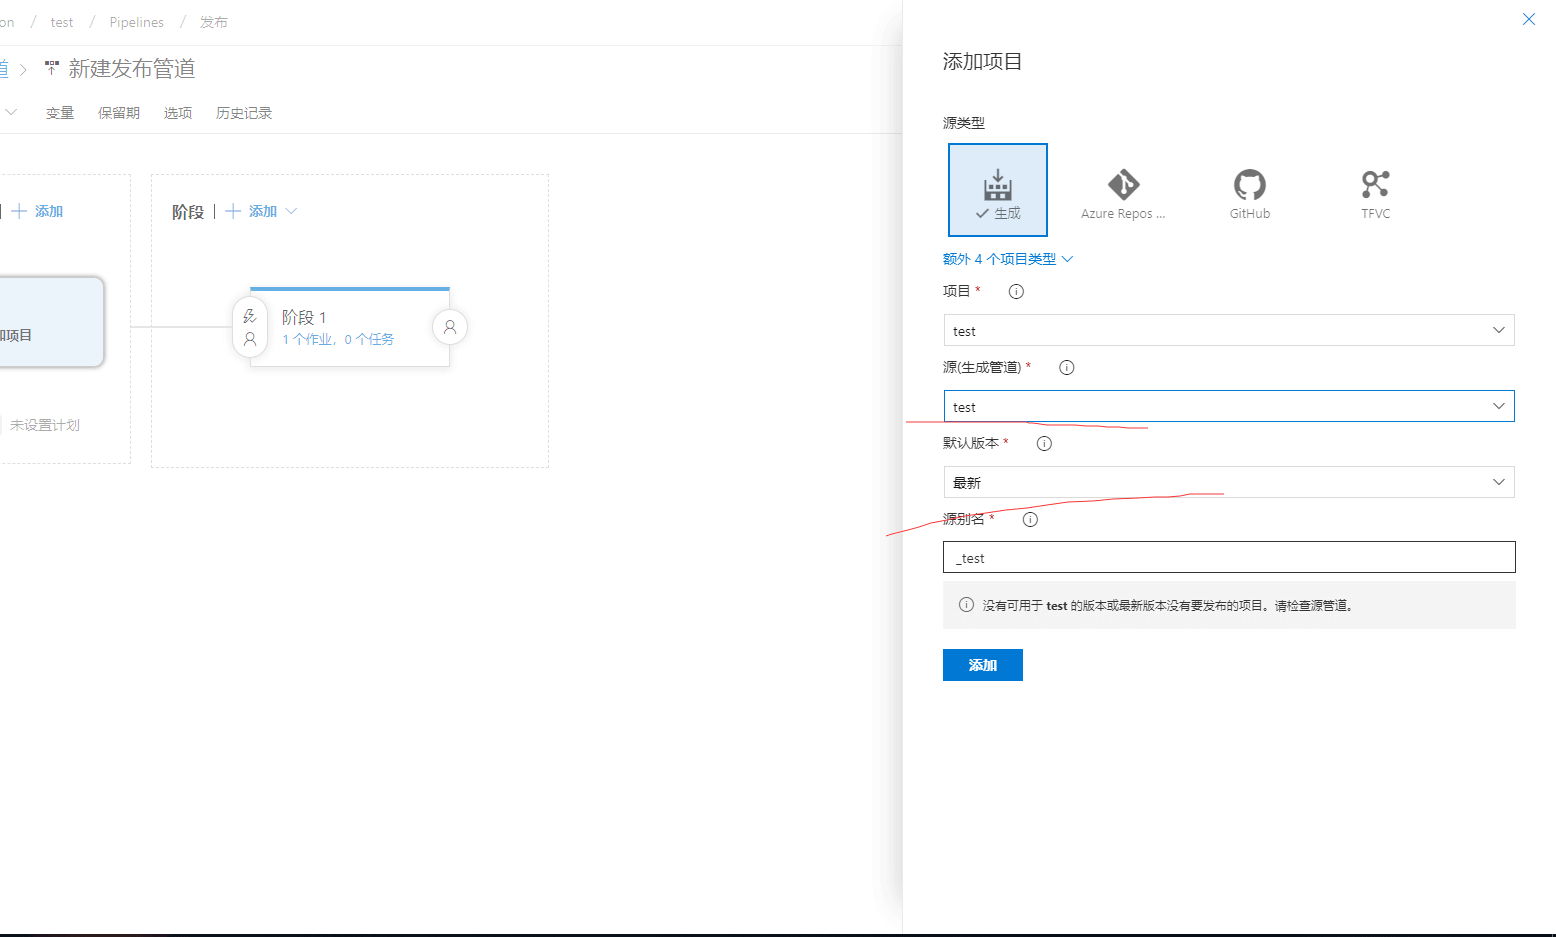 on / test / Pipelines / 发布
道 > 新建发布管道
变量 保留期 选项 历史记录
添加
阶段 | 添加
加项目
阶段 1
1 个作业，0 个任务
未设置计划
添加项目
源类型
生成
Azure Repos ...
GitHub
TFVC
额外 4 个项目类型
项目 *
test
源(生成管道) *
test
默认版本 *
最新
源别名 *
_test
没有可用于 test 的版本或最新版本没有要发布的项目。请检查源管道。
添加